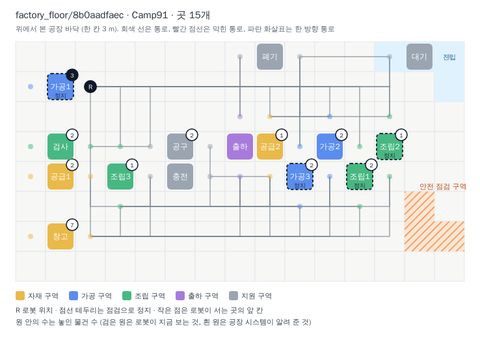 factory_floor/8b0aadfaec · Camp91 · 곳 15개
위에서 본 공장 바닥 (한 칸 3 m). 회색 선은 통로, 빨간 점선은 막힌 통로, 파란 화살표는 한 방향 통로
폐기
대기
진입
3
가공1
정지
R
2
검사
2
공구
출하
1
공급2
2
가공2
1
조립2
정지
2
공급1
1
조립3
충전
2
가공3
정지
2
조립1
정지
안전 점검 구역
7
창고
자재 구역
가공 구역
조립 구역
출하 구역
지원 구역
R 로봇 위치 · 점선 테두리는 점검으로 정지 · 작은 점은 로봇이 서는 곳의 앞 칸
원 안의 수는 놓인 물건 수 (검은 원은 로봇이 지금 보는 것, 흰 원은 공장 시스템이 알려 준 것)